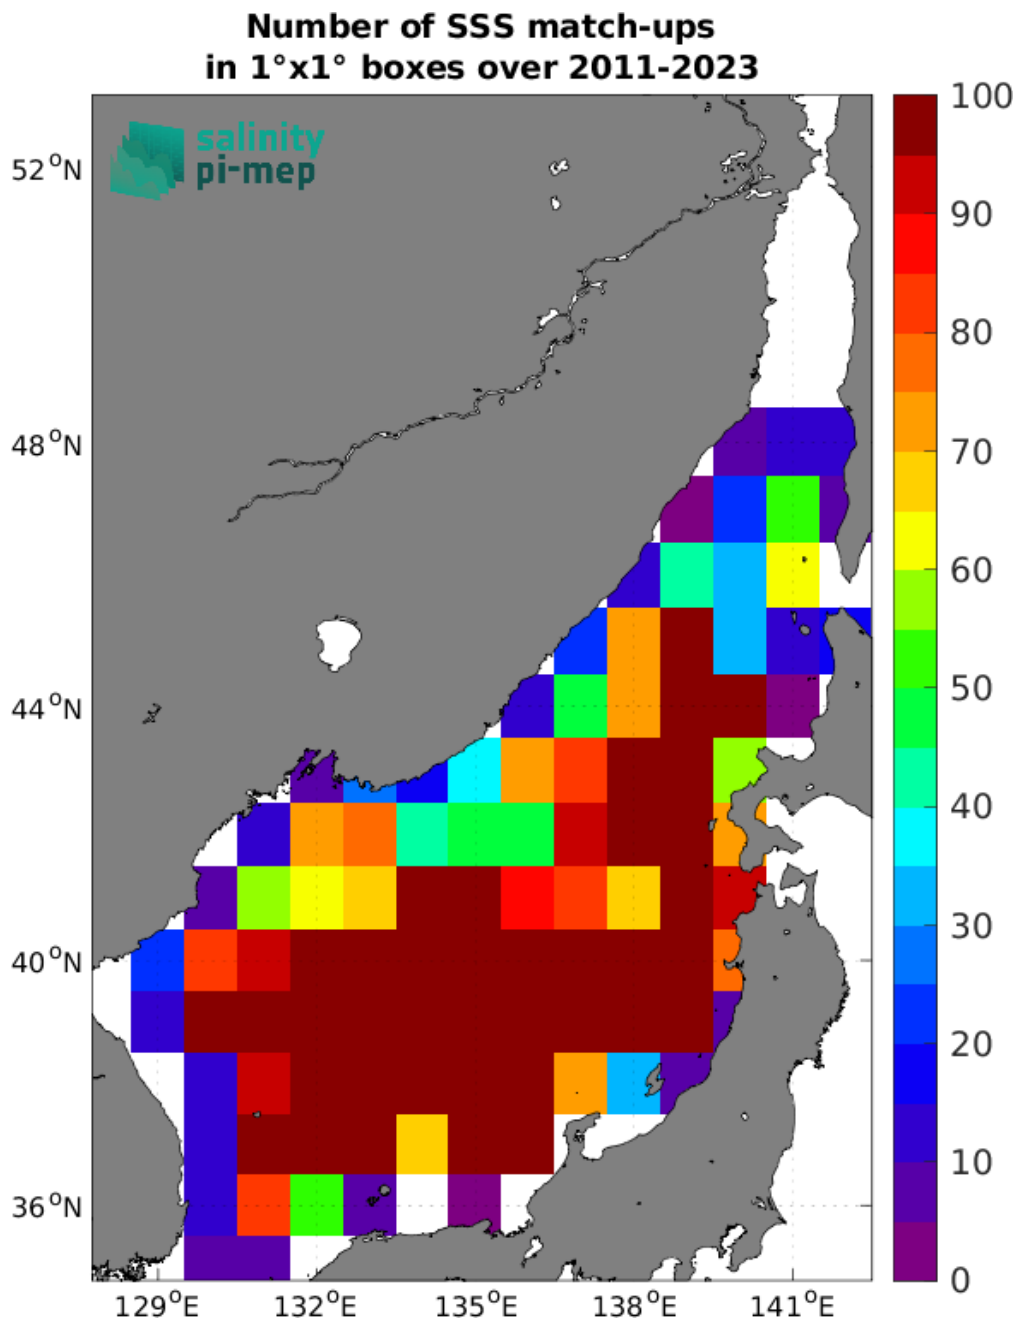 Number of SSS match-ups
in 1°x1° boxes over 2011-2023
salinity
pi-mep
52°N
48°N
44°N
40°N
36°N
129°E
132°E
135°E
138°E
141°E
100
90
80
70
60
50
40
30
20
10
0